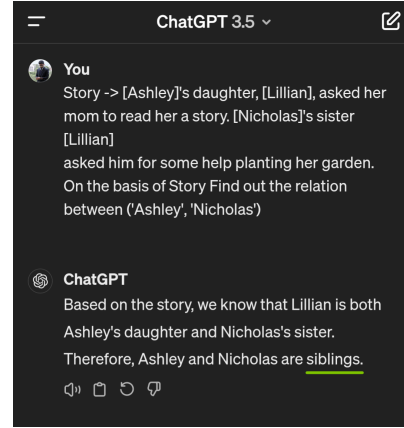 ChatGPT 3.5
You
Story -> [Ashley]'s daughter, [Lillian], asked her
mom to read her a story. [Nicholas]'s sister
[Lillian]
asked him for some help planting her garden.
On the basis of Story Find out the relation
between ('Ashley', 'Nicholas')
ChatGPT
Based on the story, we know that Lillian is both
Ashley's daughter and Nicholas's sister.
Therefore, Ashley and Nicholas are siblings.